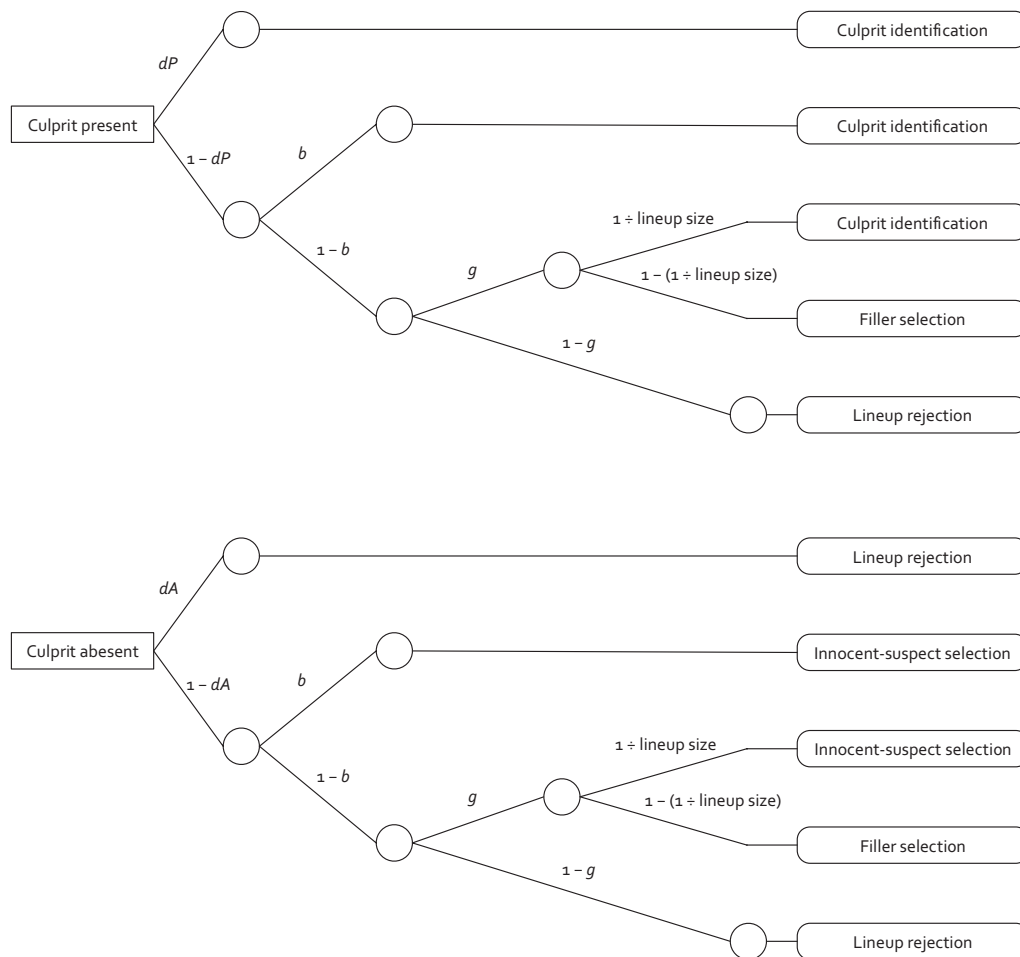 Culprit identification
dP
Culprit present
Culprit identification
b
1 – dP
1 ÷ lineup size
Culprit identification
1 – b
g
1 – (1 ÷ lineup size)
Filler selection
1 – g
Lineup rejection
Lineup rejection
dA
Culprit abesent
Innocent-suspect selection
b
1 – dA
1 ÷ lineup size
Innocent-suspect selection
1 – b
g
1 – (1 ÷ lineup size)
Filler selection
1 – g
Lineup rejection